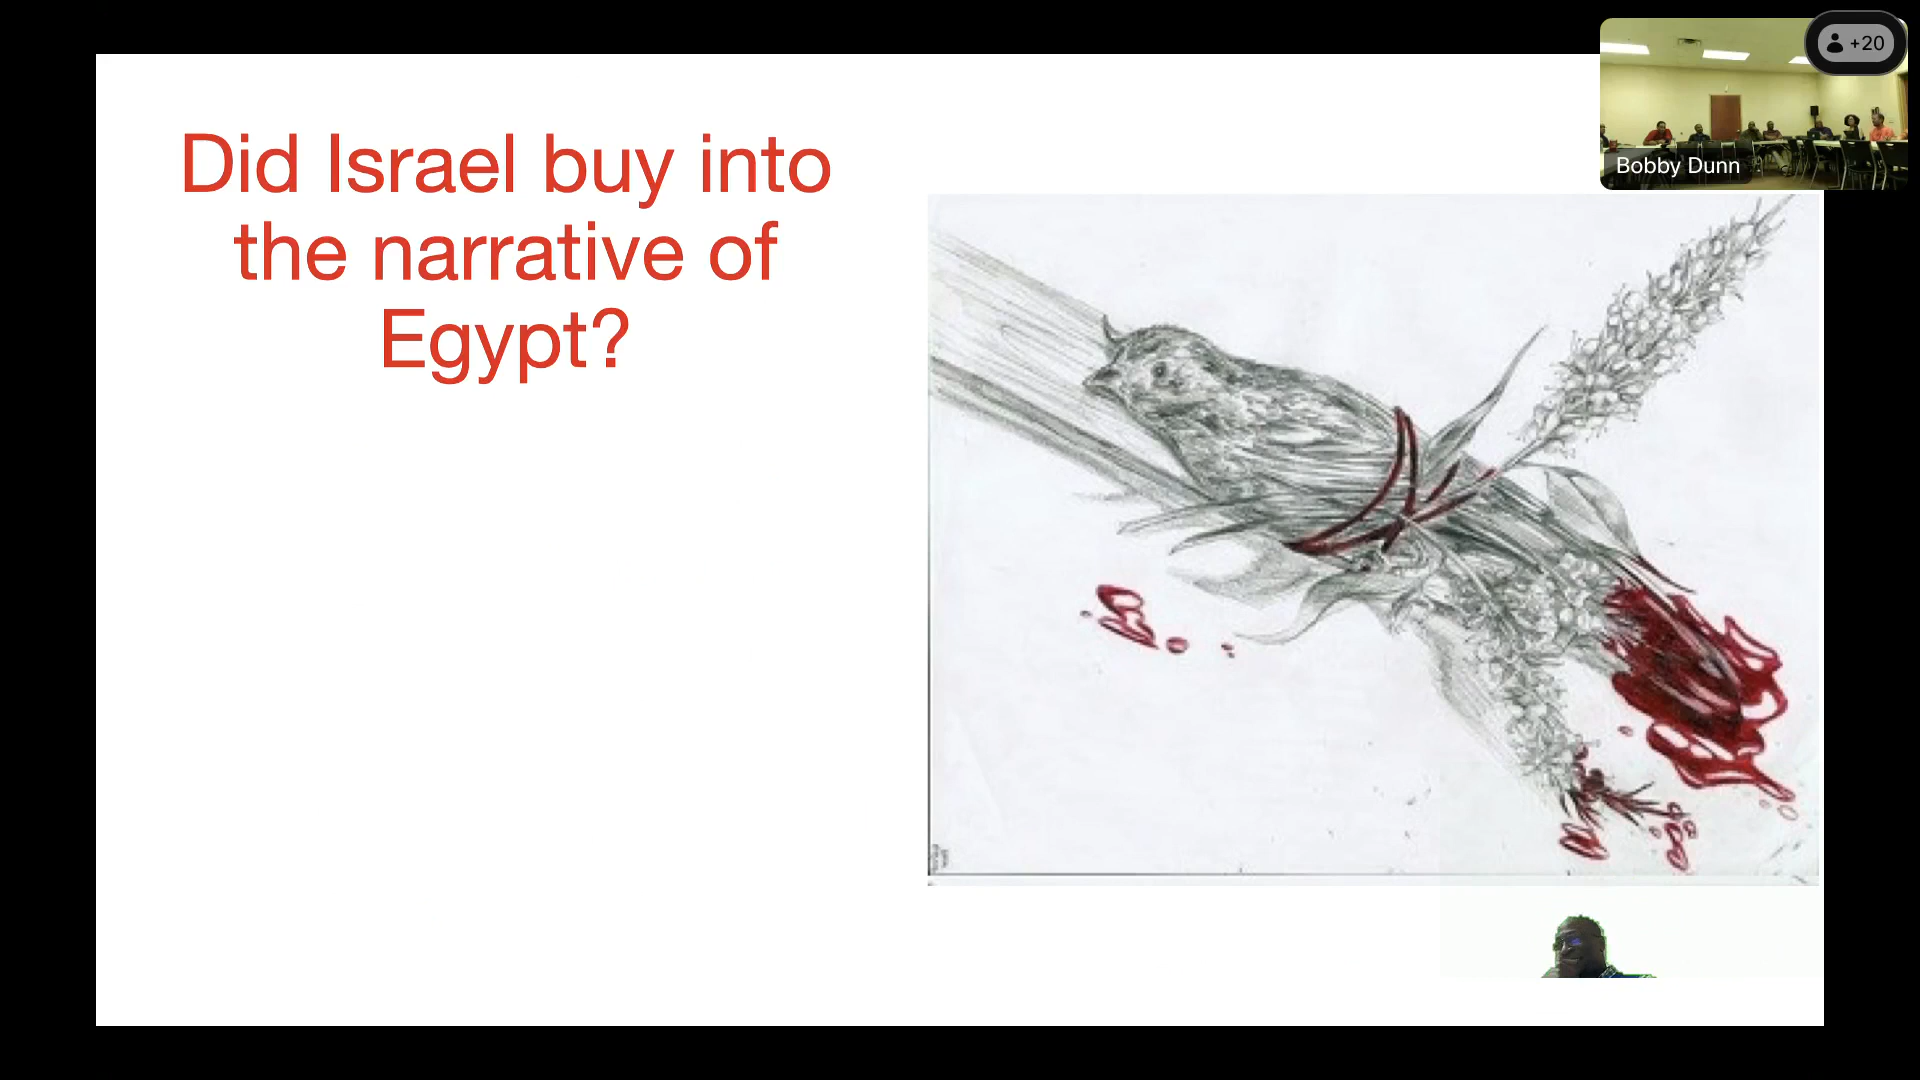 Did Israel buy into
the narrative of
Egypt?
+20
Bobby Dunn